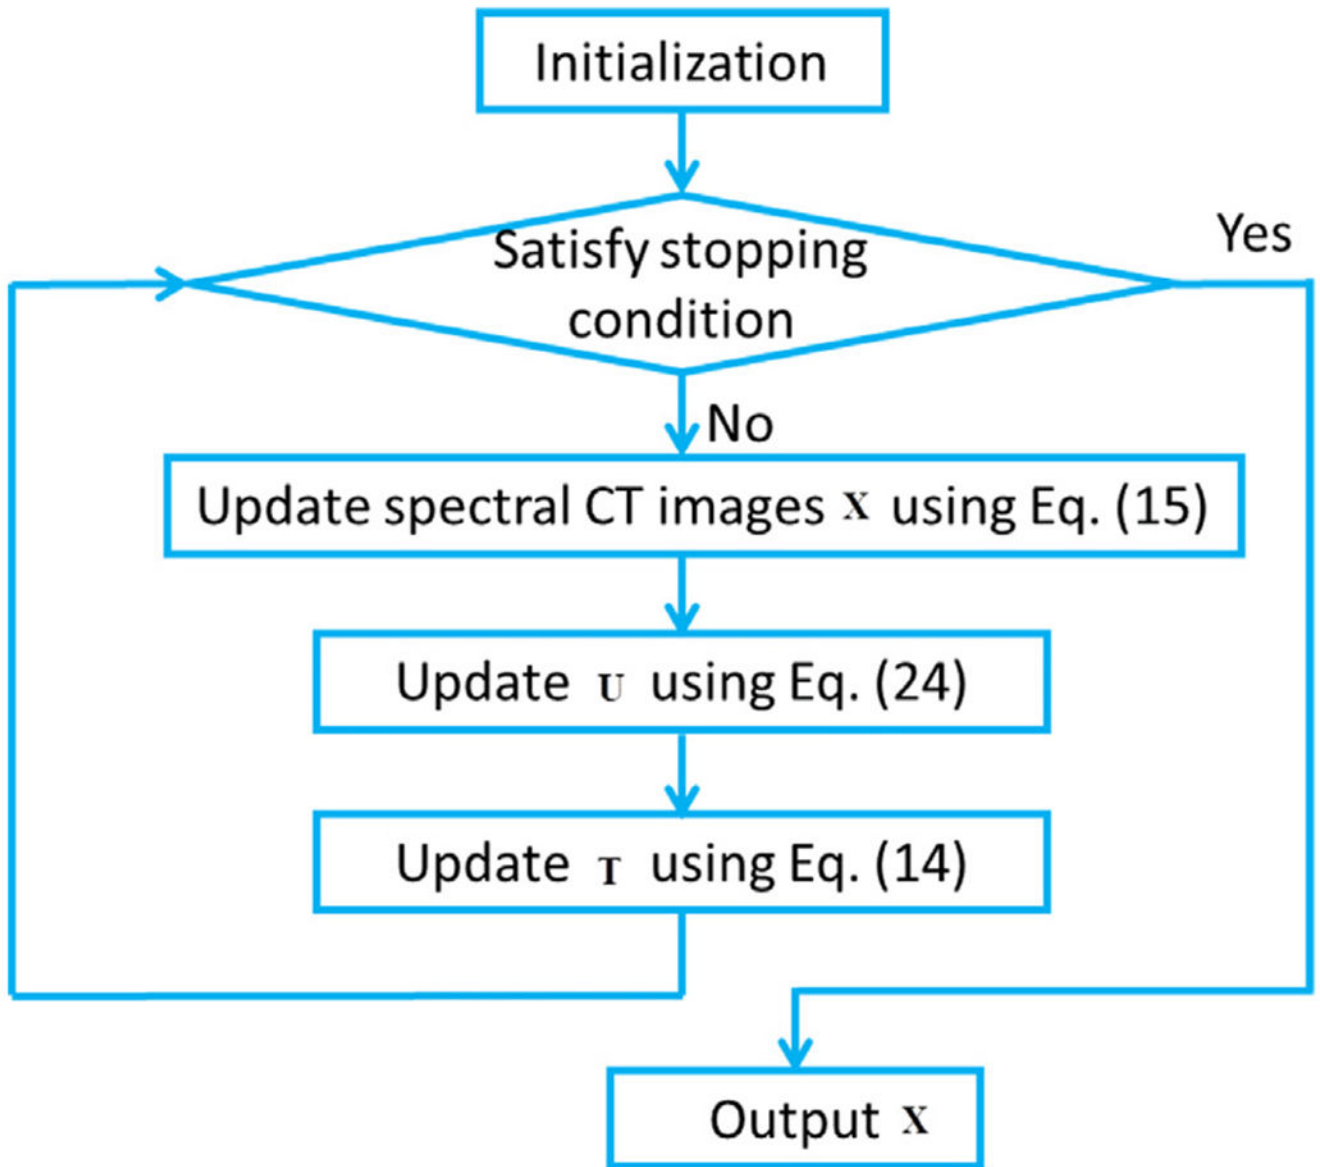 Initialization
Satisfy stopping
condition
Yes
No
Update spectral CT images X using Eq. (15)
Update U using Eq. (24)
Update T using Eq. (14)
Output X